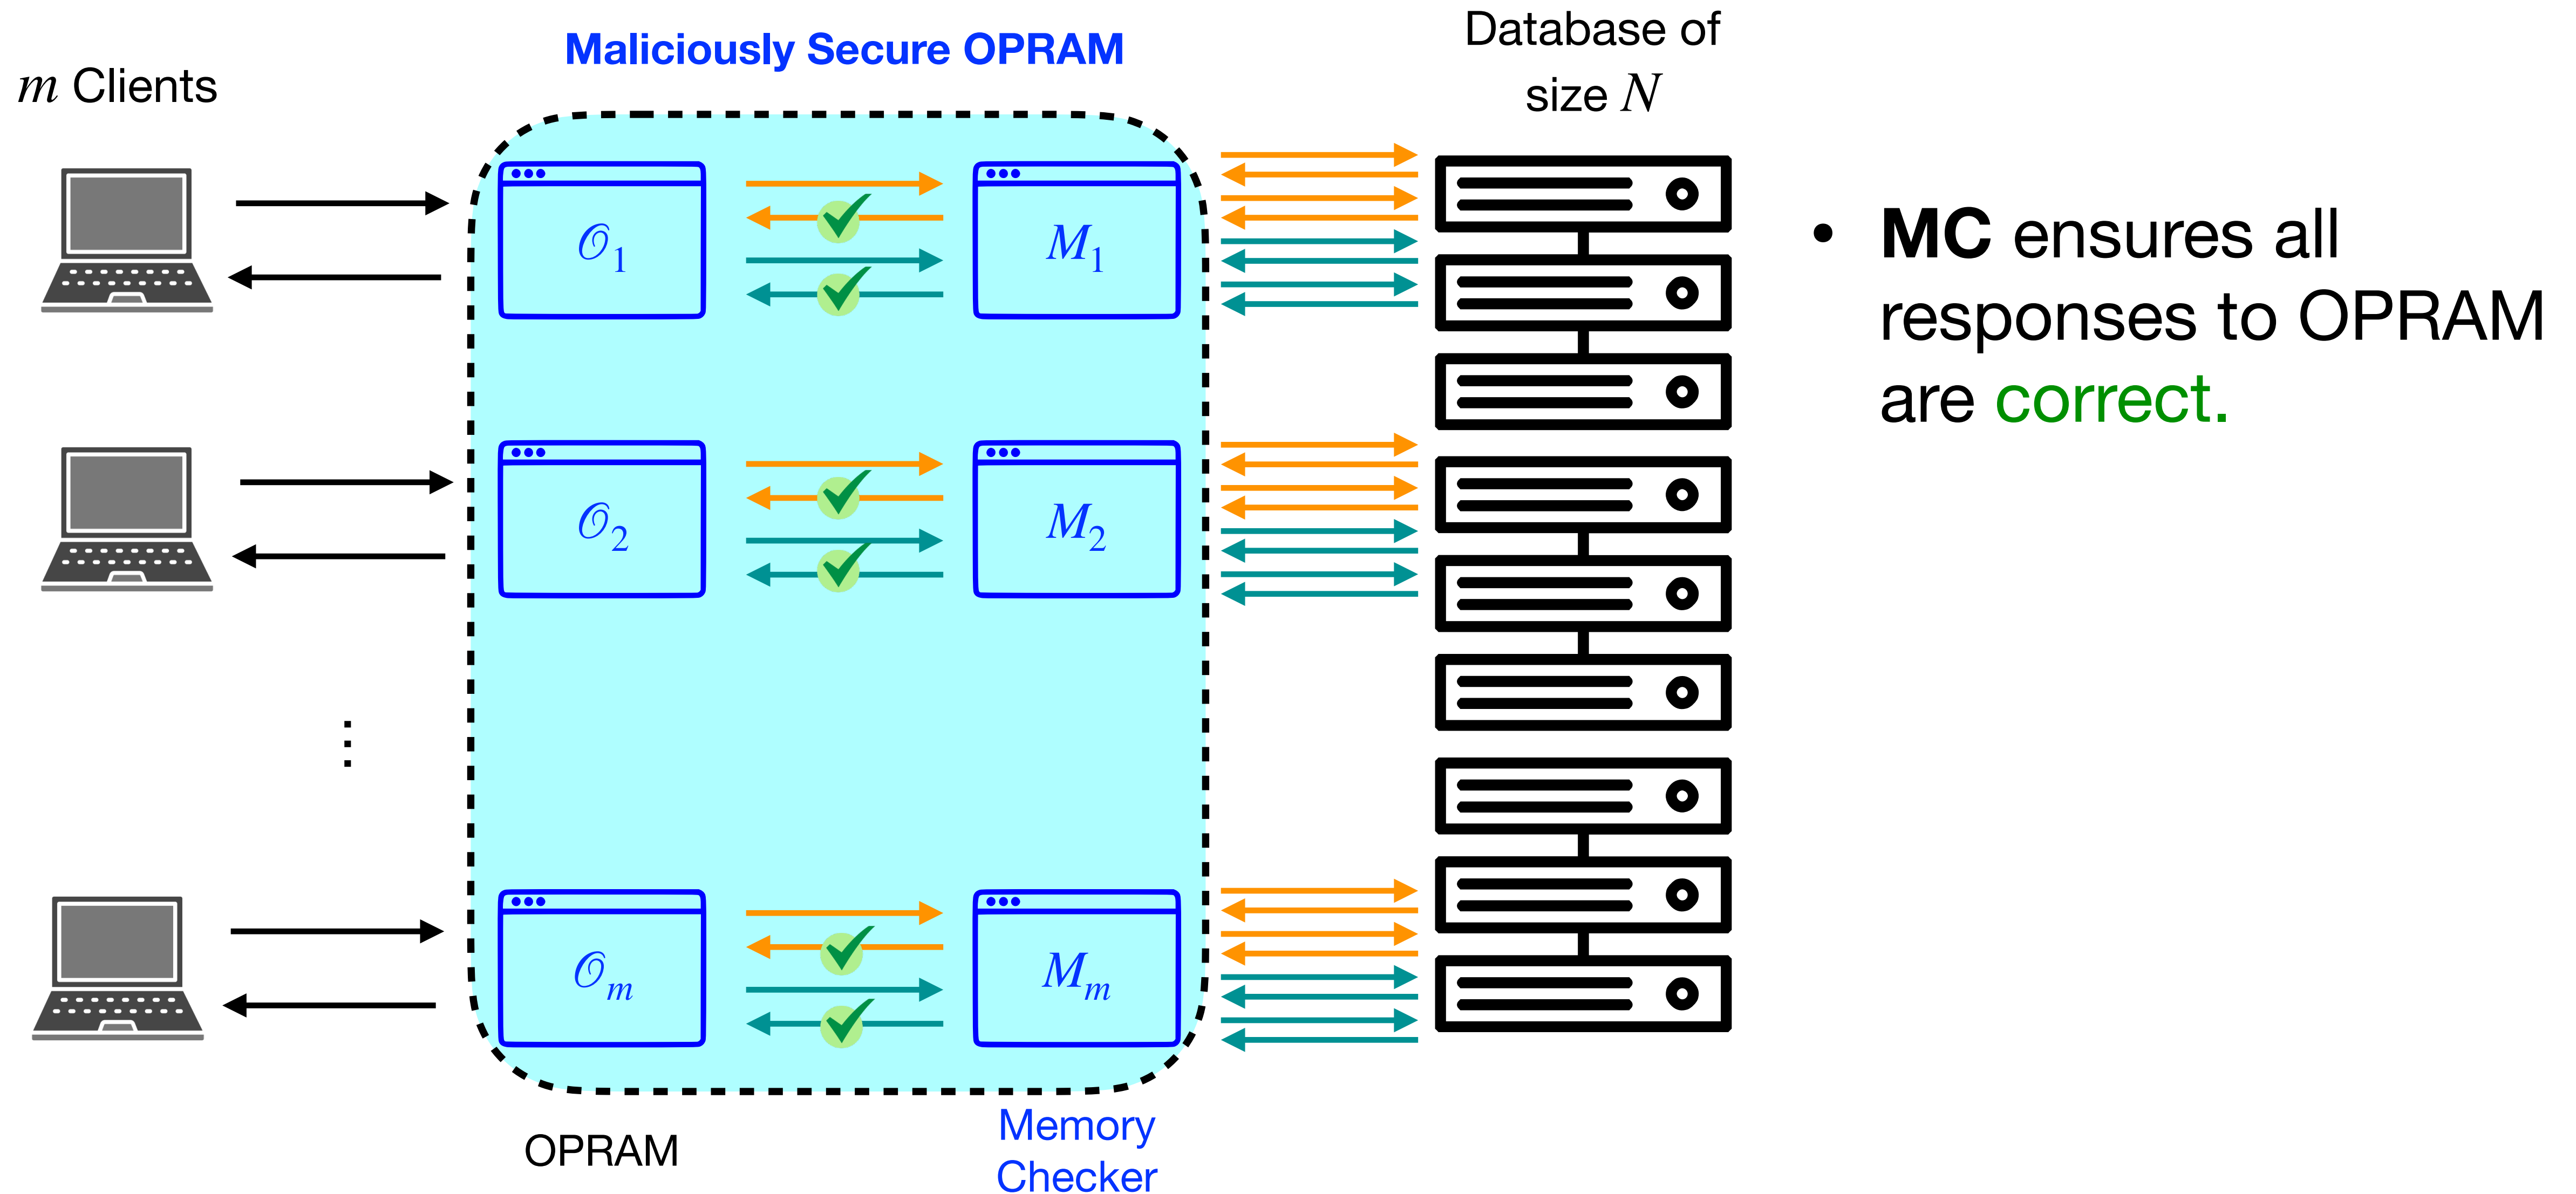 Maliciously Secure OPRAM
Database of
size N
m Clients
𝒪₁
M₁
𝒪₂
M₂
⋮
𝒪ₘ
Mₘ
OPRAM
Memory
Checker
• MC ensures all
responses to OPRAM
are correct.